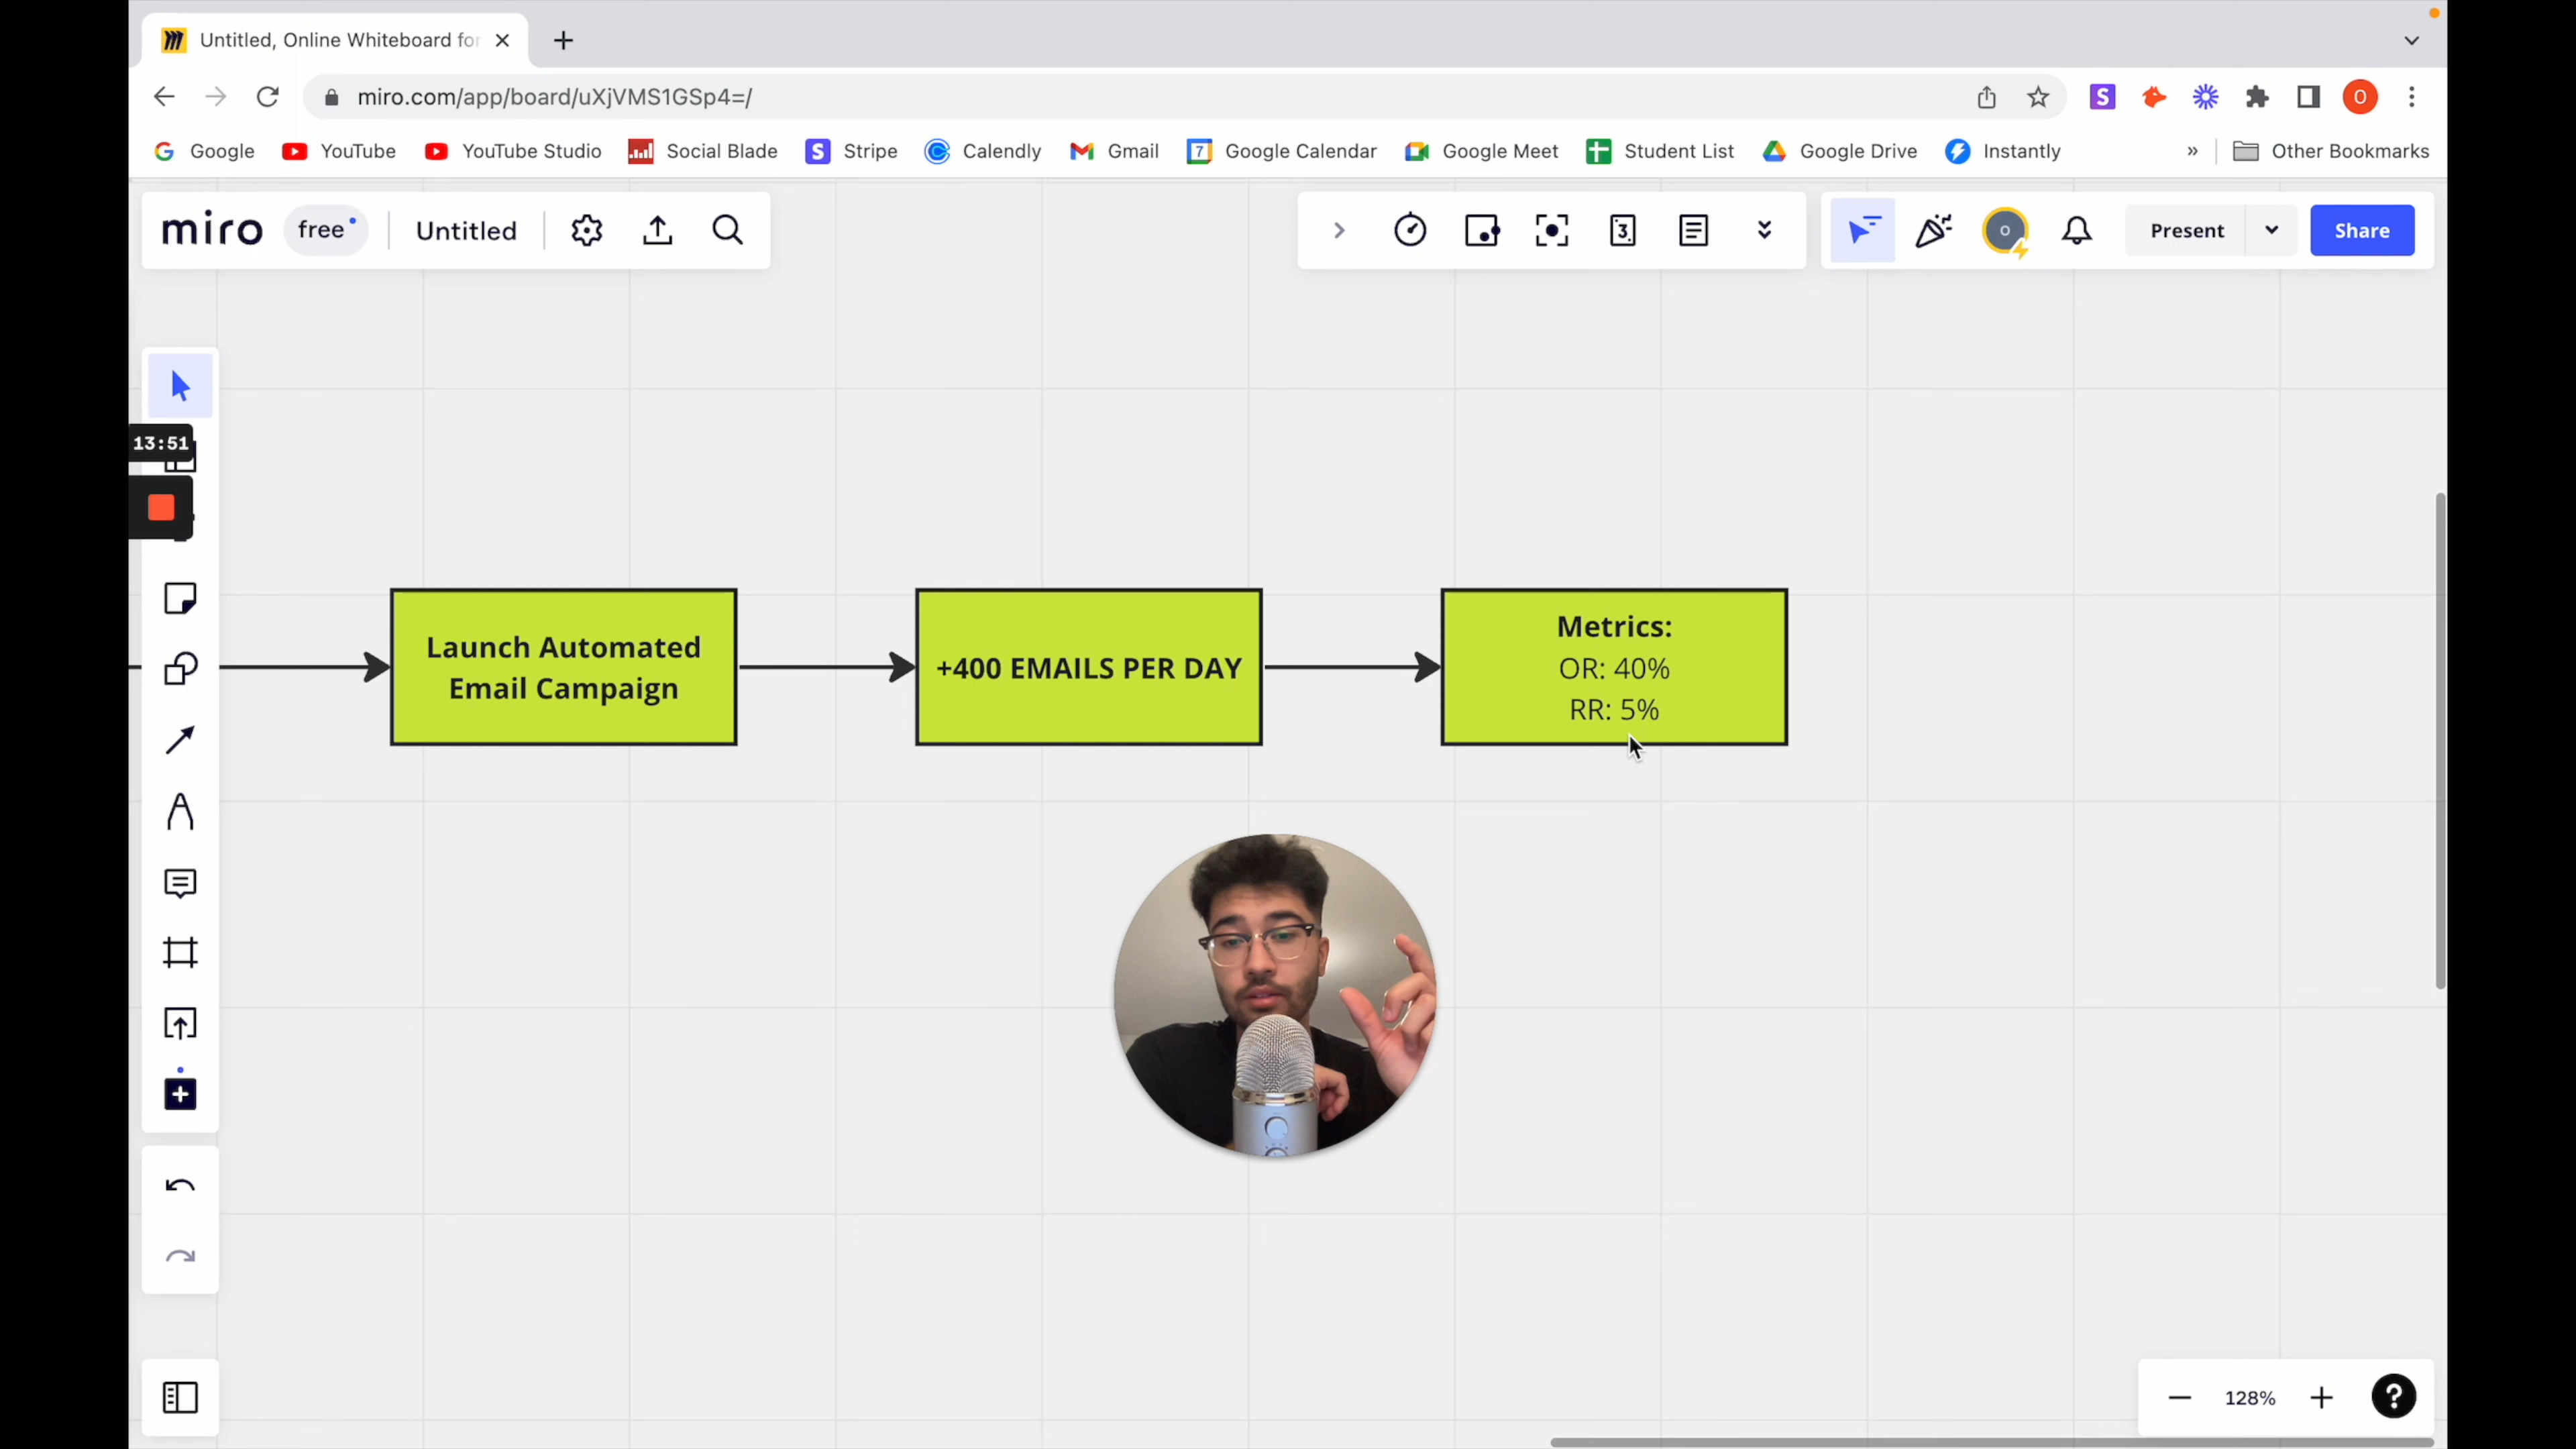 Untitled, Online Whiteboard for
miro.com/app/board/uXjVMS1GSp4=/
S
O
Google
YouTube
YouTube Studio
Social Blade
S
Stripe
Calendly
Gmail
7
Google Calendar
Google Meet
Student List
Google Drive
Instantly
»
Other Bookmarks
miro
free
Untitled
3
o
Present
Share
13:51
Launch Automated
Email Campaign
+400 EMAILS PER DAY
Metrics:
OR: 40%
RR: 5%
128%
?